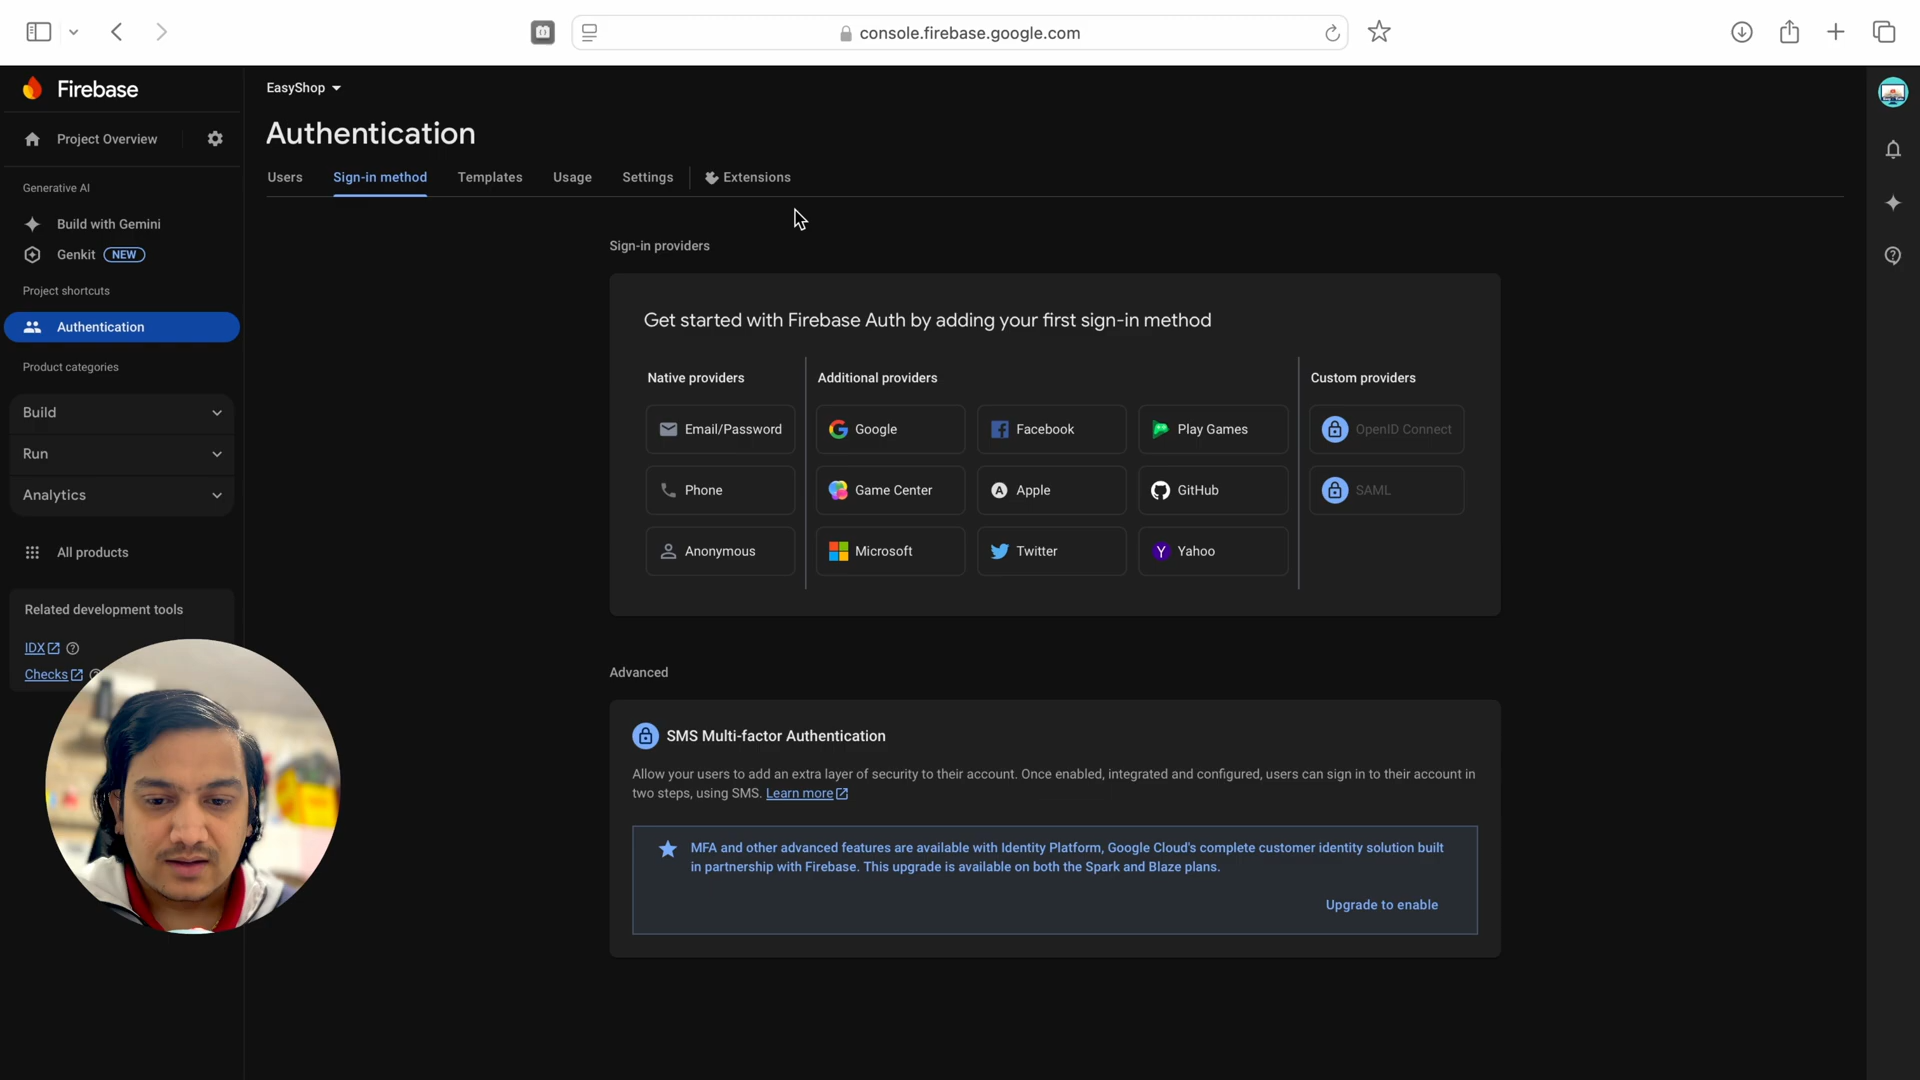 console.firebase.google.com
Firebase
EasyShop
Project Overview
Authentication
Users
Sign-in method
Templates
Usage
Settings
Extensions
Generative AI
Build with Gemini
Genkit NEW
Project shortcuts
Authentication
Product categories
Build
Run
Analytics
All products
Related development tools
IDX
Checks
Sign-in providers
Get started with Firebase Auth by adding your first sign-in method
Native providers
Additional providers
Custom providers
Email/Password
Google
Facebook
Play Games
OpenID Connect
Phone
Game Center
Apple
GitHub
SAML
Anonymous
Microsoft
Twitter
Yahoo
Advanced
SMS Multi-factor Authentication
Allow your users to add an extra layer of security to their account. Once enabled, integrated and configured, users can sign in to their account in
two steps, using SMS. Learn more
MFA and other advanced features are available with Identity Platform, Google Cloud's complete customer identity solution built
in partnership with Firebase. This upgrade is available on both the Spark and Blaze plans.
Upgrade to enable